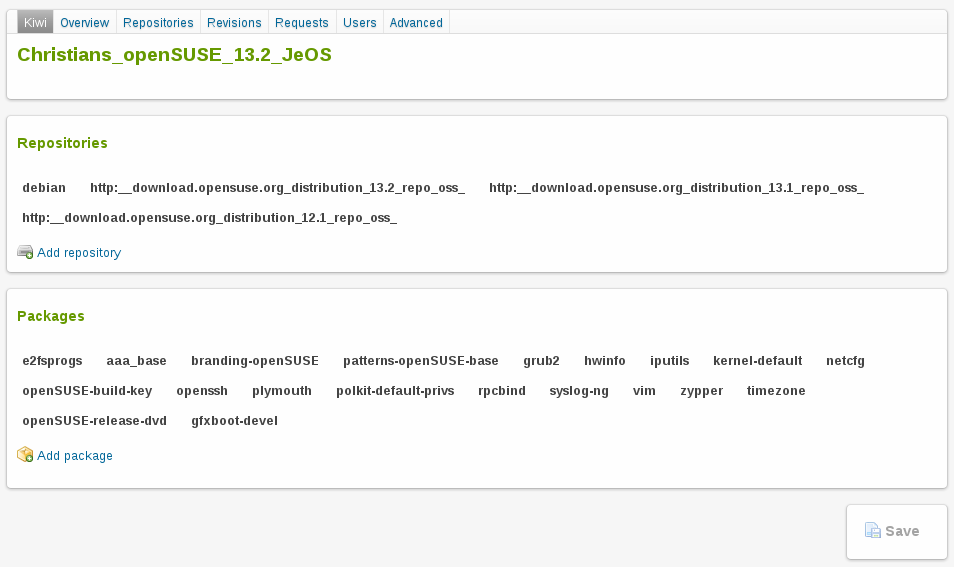 Kiwi Overview Repositories Revisions Requests Users Advanced
Christians_openSUSE_13.2_JeOS
Repositories
debian http:__download.opensuse.org_distribution_13.2_repo_oss_ http:__download.opensuse.org_distribution_13.1_repo_oss_
http:__download.opensuse.org_distribution_12.1_repo_oss_
Add repository
Packages
e2fsprogs aaa_base branding-openSUSE patterns-openSUSE-base grub2 hwinfo iputils kernel-default netcfg
openSUSE-build-key openssh plymouth polkit-default-privs rpcbind syslog-ng vim zypper timezone
openSUSE-release-dvd gfxboot-devel
Add package
Save